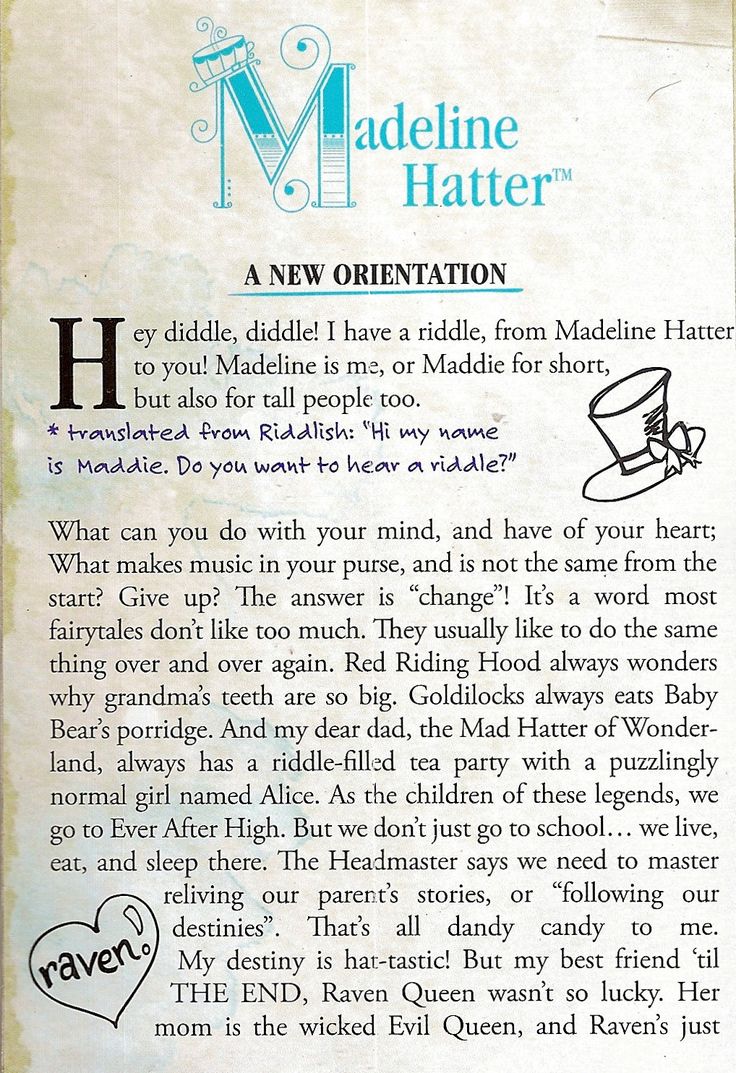 Madeline
Hatter™
A NEW ORIENTATION
Hey diddle, diddle! I have a riddle, from Madeline Hatter
to you! Madeline is me, or Maddie for short,
but also for tall people too.
* translated from Riddlish: "Hi my name
is Maddie. Do you want to hear a riddle?"
What can you do with your mind, and have of your heart;
What makes music in your purse, and is not the same from the
start? Give up? The answer is “change”! It’s a word most
fairytales don’t like too much. They usually like to do the same
thing over and over again. Red Riding Hood always wonders
why grandma’s teeth are so big. Goldilocks always eats Baby
Bear’s porridge. And my dear dad, the Mad Hatter of Wonder-
land, always has a riddle-filled tea party with a puzzlingly
normal girl named Alice. As the children of these legends, we
go to Ever After High. But we don’t just go to school… we live,
eat, and sleep there. The Headmaster says we need to master
reliving our parent’s stories, or “following our
destinies”. That’s all dandy candy to me.
My destiny is hat-tastic! But my best friend ‘til
THE END, Raven Queen wasn’t so lucky. Her
mom is the wicked Evil Queen, and Raven’s just
raven!